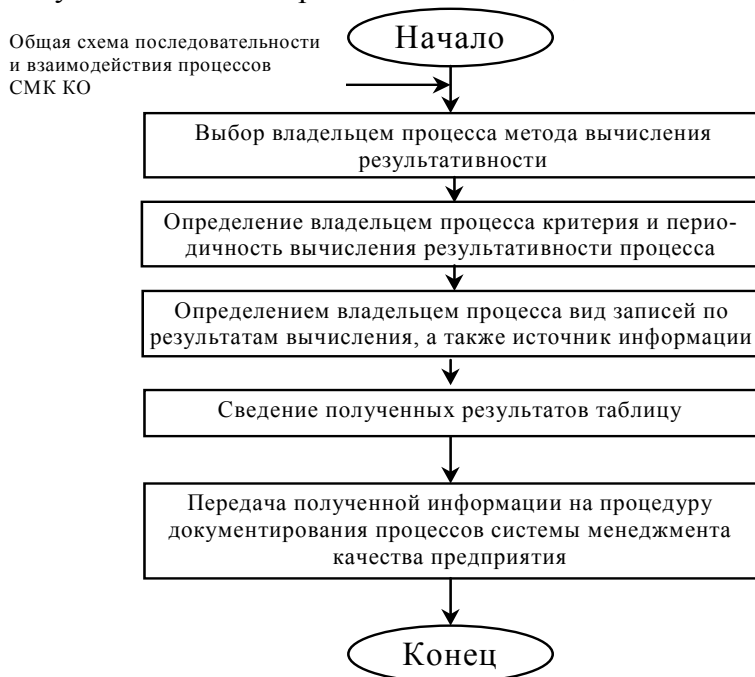 Начало
Общая схема последовательности
и взаимодействия процессов
СМК КО
Выбор владельцем процесса метода вычисления
результативности
Определение владельцем процесса критерия и перио-
дичность вычисления результативности процесса
Определением владельцем процесса вид записей по
результатам вычисления, а также источник информации
Сведение полученных результатов таблицу
Передача полученной информации на процедуру
документирования процессов системы менеджмента
качества предприятия
Конец